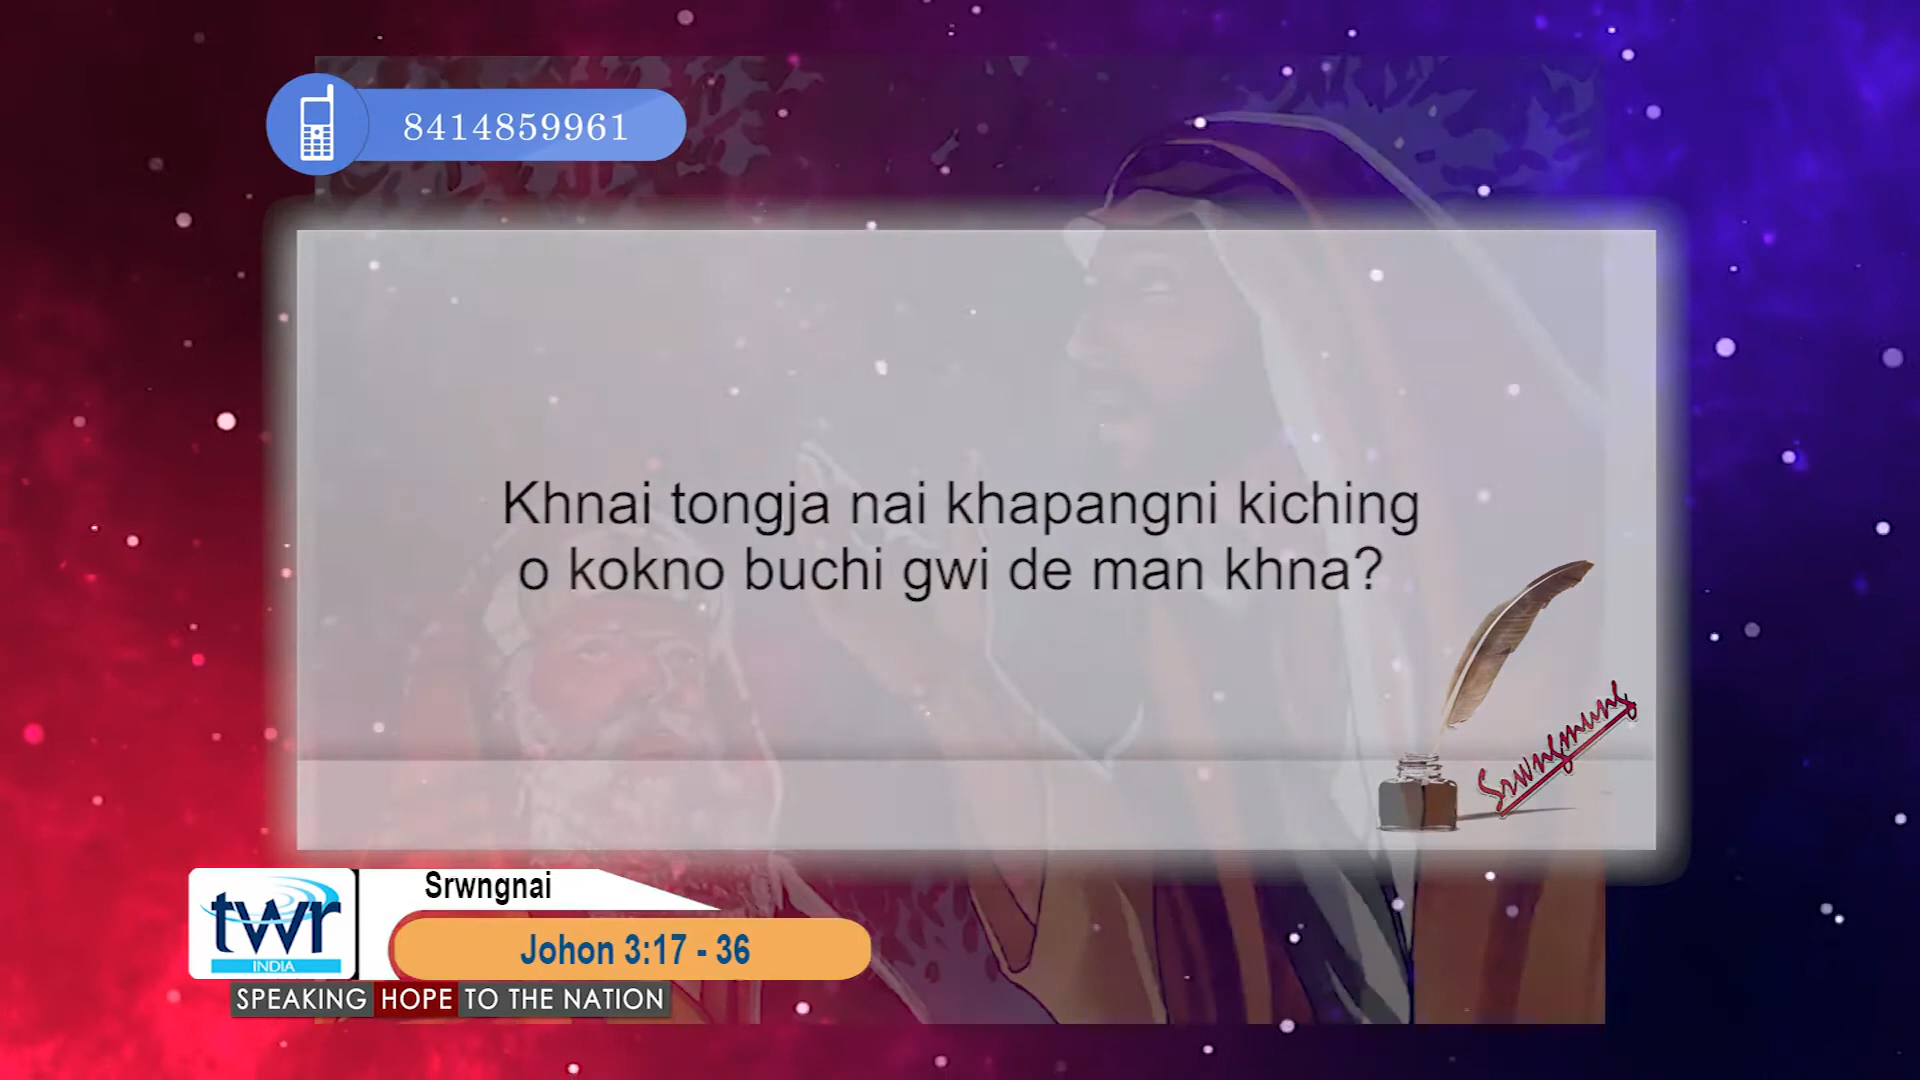 8414859961
Khnai tongja nai khapangni kiching
o kokno buchi gwi de man khna?
Srwngmung
Srwngnai
twr
INDIA
Johon 3:17 - 36
SPEAKING HOPE TO THE NATION